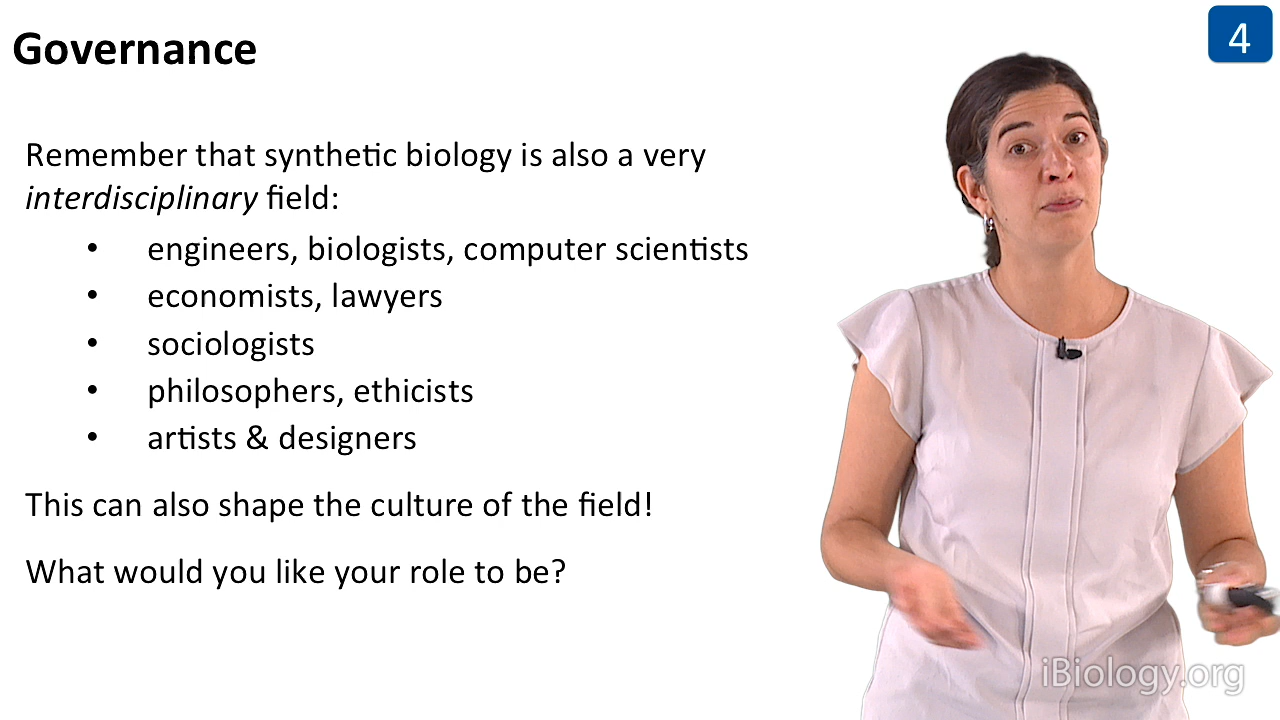 Governance
4
Remember that synthetic biology is also a very
interdisciplinary field:
• engineers, biologists, computer scientists
• economists, lawyers
• sociologists
• philosophers, ethicists
• artists & designers
This can also shape the culture of the field!
What would you like your role to be?
iBiology.org